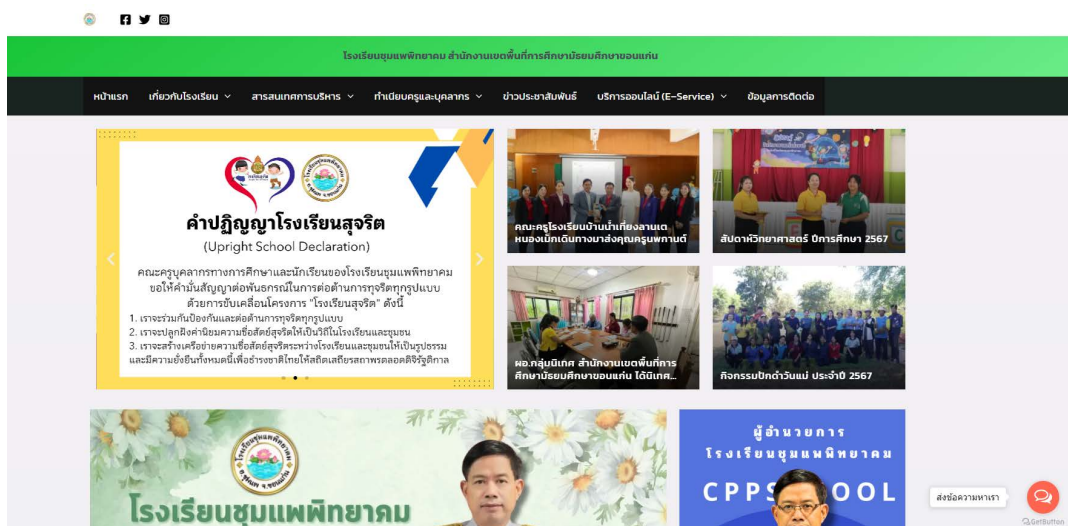 โรงเรียนชุมแพพิทยาคม สำนักงานเขตพื้นที่การศึกษามัธยมศึกษาขอนแก่น
หน้าแรก เกี่ยวกับโรงเรียน สารสนเทศการบริหาร ทำเนียบครูและบุคลากร ข่าวประชาสัมพันธ์ บริการออนไลน์ (E-Service) ข้อมูลการติดต่อ
คำปฏิญญาโรงเรียนสุจริต
(Upright School Declaration)
คณะครูบุคลากรทางการศึกษาและนักเรียนของโรงเรียนชุมแพพิทยาคม
ขอให้คำมั่นสัญญาต่อพันธกรณีในการต่อต้านการทุจริตทุกรูปแบบ
ด้วยการขับเคลื่อนโครงการ "โรงเรียนสุจริต" ดังนี้
1. เราจะร่วมกันป้องกันและต่อต้านการทุจริตทุกรูปแบบ
2. เราจะปลูกฝังค่านิยมความซื่อสัตย์สุจริตให้เป็นวิถีในโรงเรียนและชุมชน
3. เราจะสร้างเครือข่ายความซื่อสัตย์สุจริตระหว่างโรงเรียนและชุมชนให้เป็นรูปธรรม
และมีความยั่งยืนทั้งหมดนี้เพื่อธำรงชาติไทยให้สถิตเสถียรสถาพรตลอดติจิรัฐติกาล
คณะครูโรงเรียนบ้านน้ำเที่ยงลานเต
หนองเม็กเดินทางมาส่งคุณครูนพกานต์
สัปดาห์วิทยาศาสตร์ ปีการศึกษา 2567
ผอ.กลุ่มนิเทศ สำนักงานเขตพื้นที่การ
ศึกษามัธยมศึกษาขอนแก่น ได้นิเทศ...
กิจกรรมปักดำวันแม่ ประจำปี 2567
โรงเรียนชุมแพพิทยาคม
ผู้อำนวยการ
โรงเรียนชุมแพพิทยาคม
ส่งข้อความหาเรา
GetButton